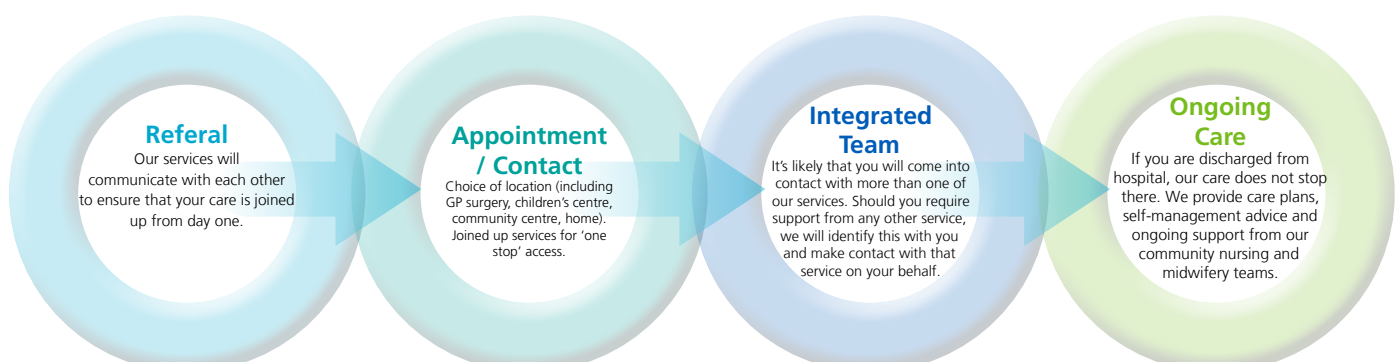 Referal
Our services will
communicate with each other
to ensure that your care is joined
up from day one.
Appointment
/ Contact
Choice of location (including
GP surgery, children's centre,
community centre, home).
Joined up services for ‘one
stop’ access.
Integrated
Team
It's likely that you will come into
contact with more than one of
our services. Should you require
support from any other service,
we will identify this with you
and make contact with that
service on your behalf.
Ongoing
Care
If you are discharged from
hospital, our care does not stop
there. We provide care plans,
self-management advice and
ongoing support from our
community nursing and
midwifery teams.